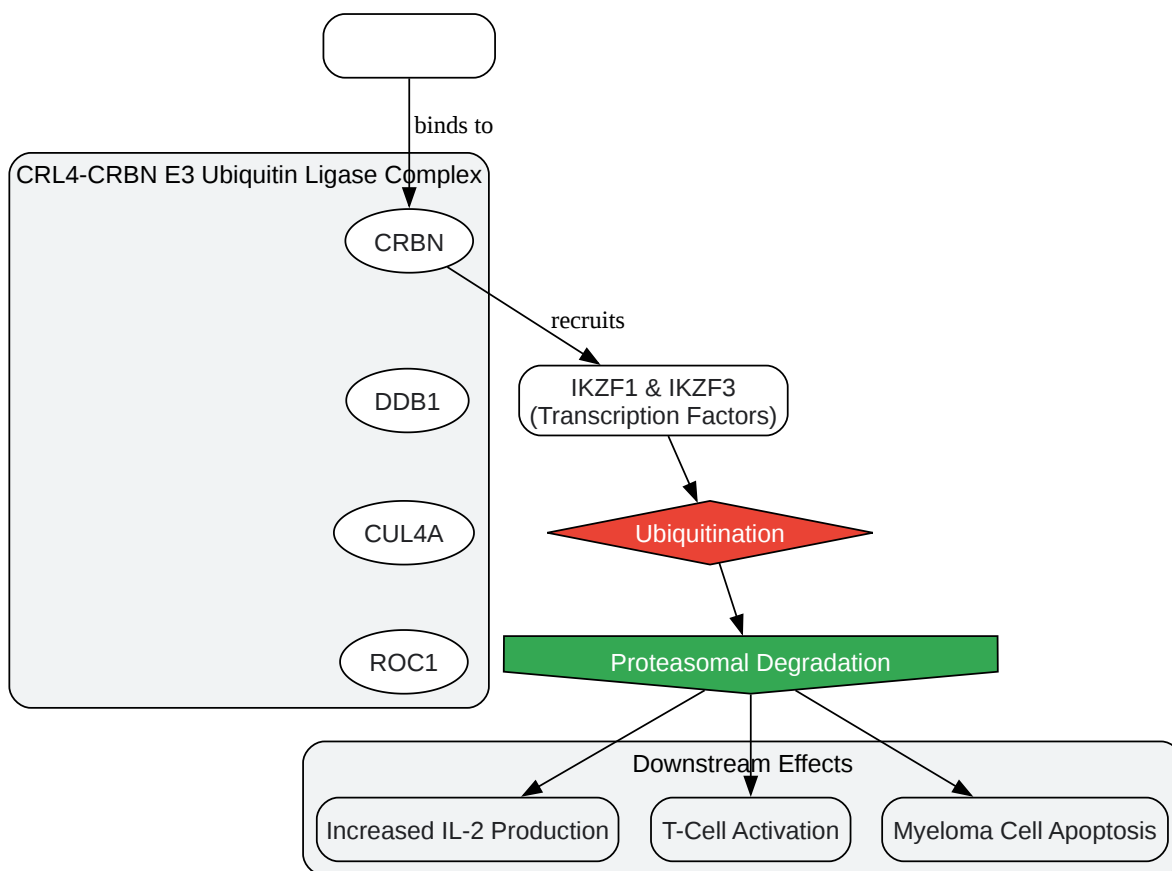 binds to
CRL4-CRBN E3 Ubiquitin Ligase Complex
CRBN
recruits
IKZF1 & IKZF3
(Transcription Factors)
DDB1
Ubiquitination
CUL4A
ROC1
Proteasomal Degradation
Downstream Effects
Increased IL-2 Production
T-Cell Activation
Myeloma Cell Apoptosis